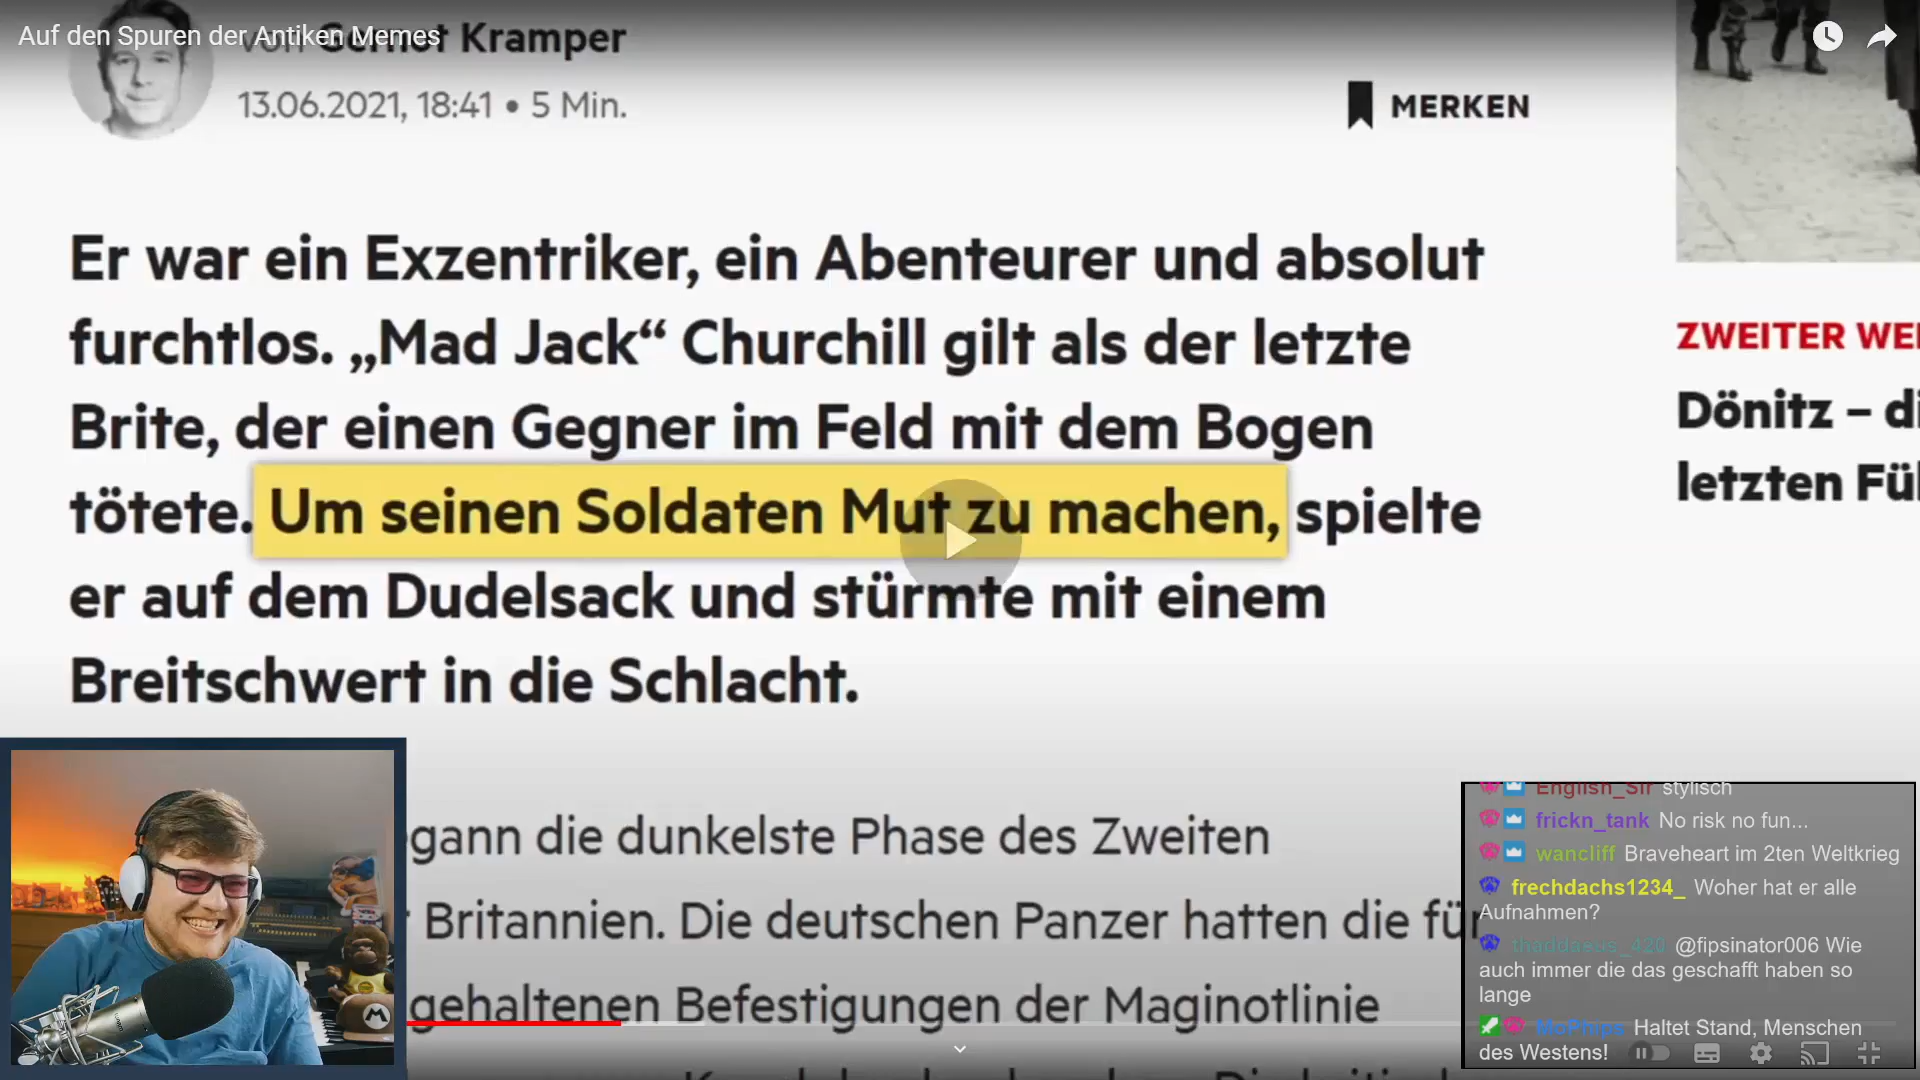 Auf den Spuren der Antiken Memes
von Gernot Kramper
13.06.2021, 18:41 • 5 Min.
MERKEN
Er war ein Exzentriker, ein Abenteurer und absolut
furchtlos. „Mad Jack“ Churchill gilt als der letzte
Brite, der einen Gegner im Feld mit dem Bogen
tötete. Um seinen Soldaten Mut zu machen, spielte
er auf dem Dudelsack und stürmte mit einem
Breitschwert in die Schlacht.
ZWEITER WE
Dönitz – di
letzten Fü
gann die dunkelste Phase des Zweiten
Britannien. Die deutschen Panzer hatten die für
gehaltenen Befestigungen der Maginotlinie
English_Sir stylisch
frickn_tank No risk no fun...
wancliff Braveheart im 2ten Weltkrieg
frechdachs1234_ Woher hat er alle
Aufnahmen?
thaddaeus_420 @fipsinator006 Wie
auch immer die das geschafft haben so
lange
MoPhips Haltet Stand, Menschen
des Westens!